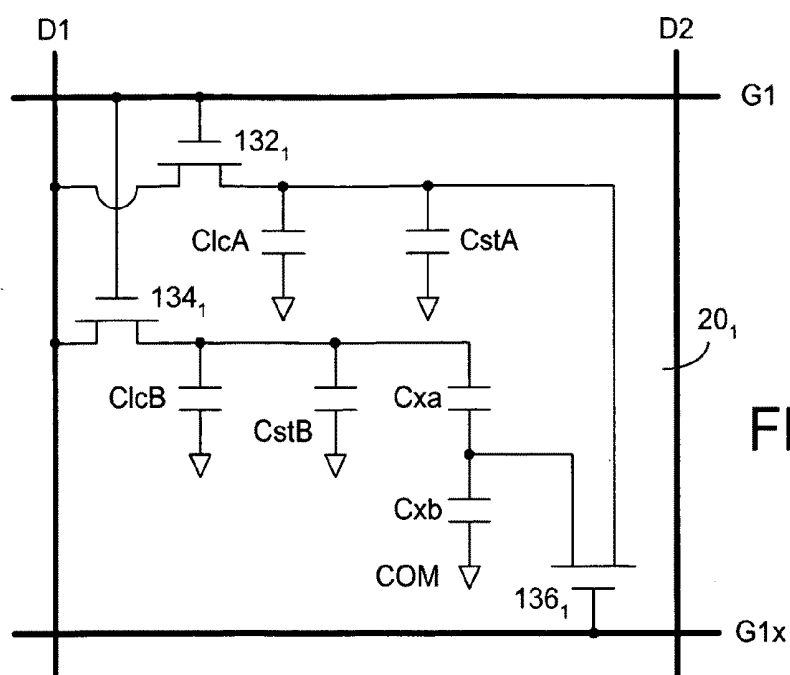 D1
D2
G1
132₁
ClcA
CstA
134₁
20₁
ClcB
CstB
Cxa
Cxb
COM
136₁
G1x